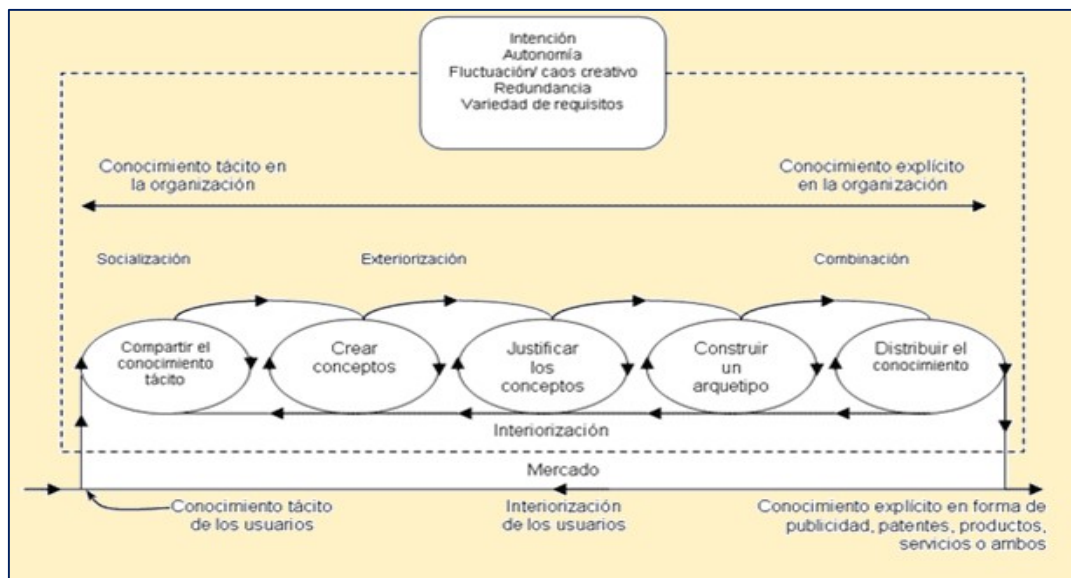 Intención
Autonomía
Fluctuación/ caos creativo
Redundancia
Variedad de requisitos
Conocimiento tácito en
la organización
Conocimiento explícito
en la organización
Socialización
Exteriorización
Combinación
Compartir el
conocimiento
tácito
Crear
conceptos
Justificar
los
conceptos
Construir
un
arquetipo
Distribuir el
conocimiento
Interiorización
Mercado
Conocimiento tácito
de los usuarios
Interiorización
de los usuarios
Conocimiento explícito en forma de
publicidad, patentes, productos,
servicios o ambos